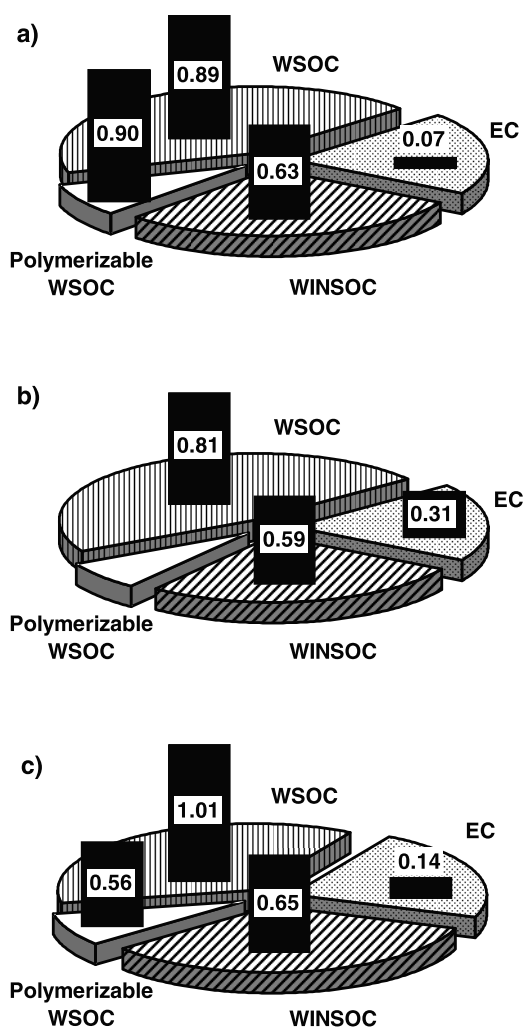 a)
0.89
WSOC
0.90
0.07
EC
0.63
Polymerizable
WSOC
WINSOC
b)
WSOC
0.81
EC
0.31
0.59
Polymerizable
WSOC
WINSOC
c)
WSOC
1.01
EC
0.14
0.56
0.65
Polymerizable
WSOC
WINSOC